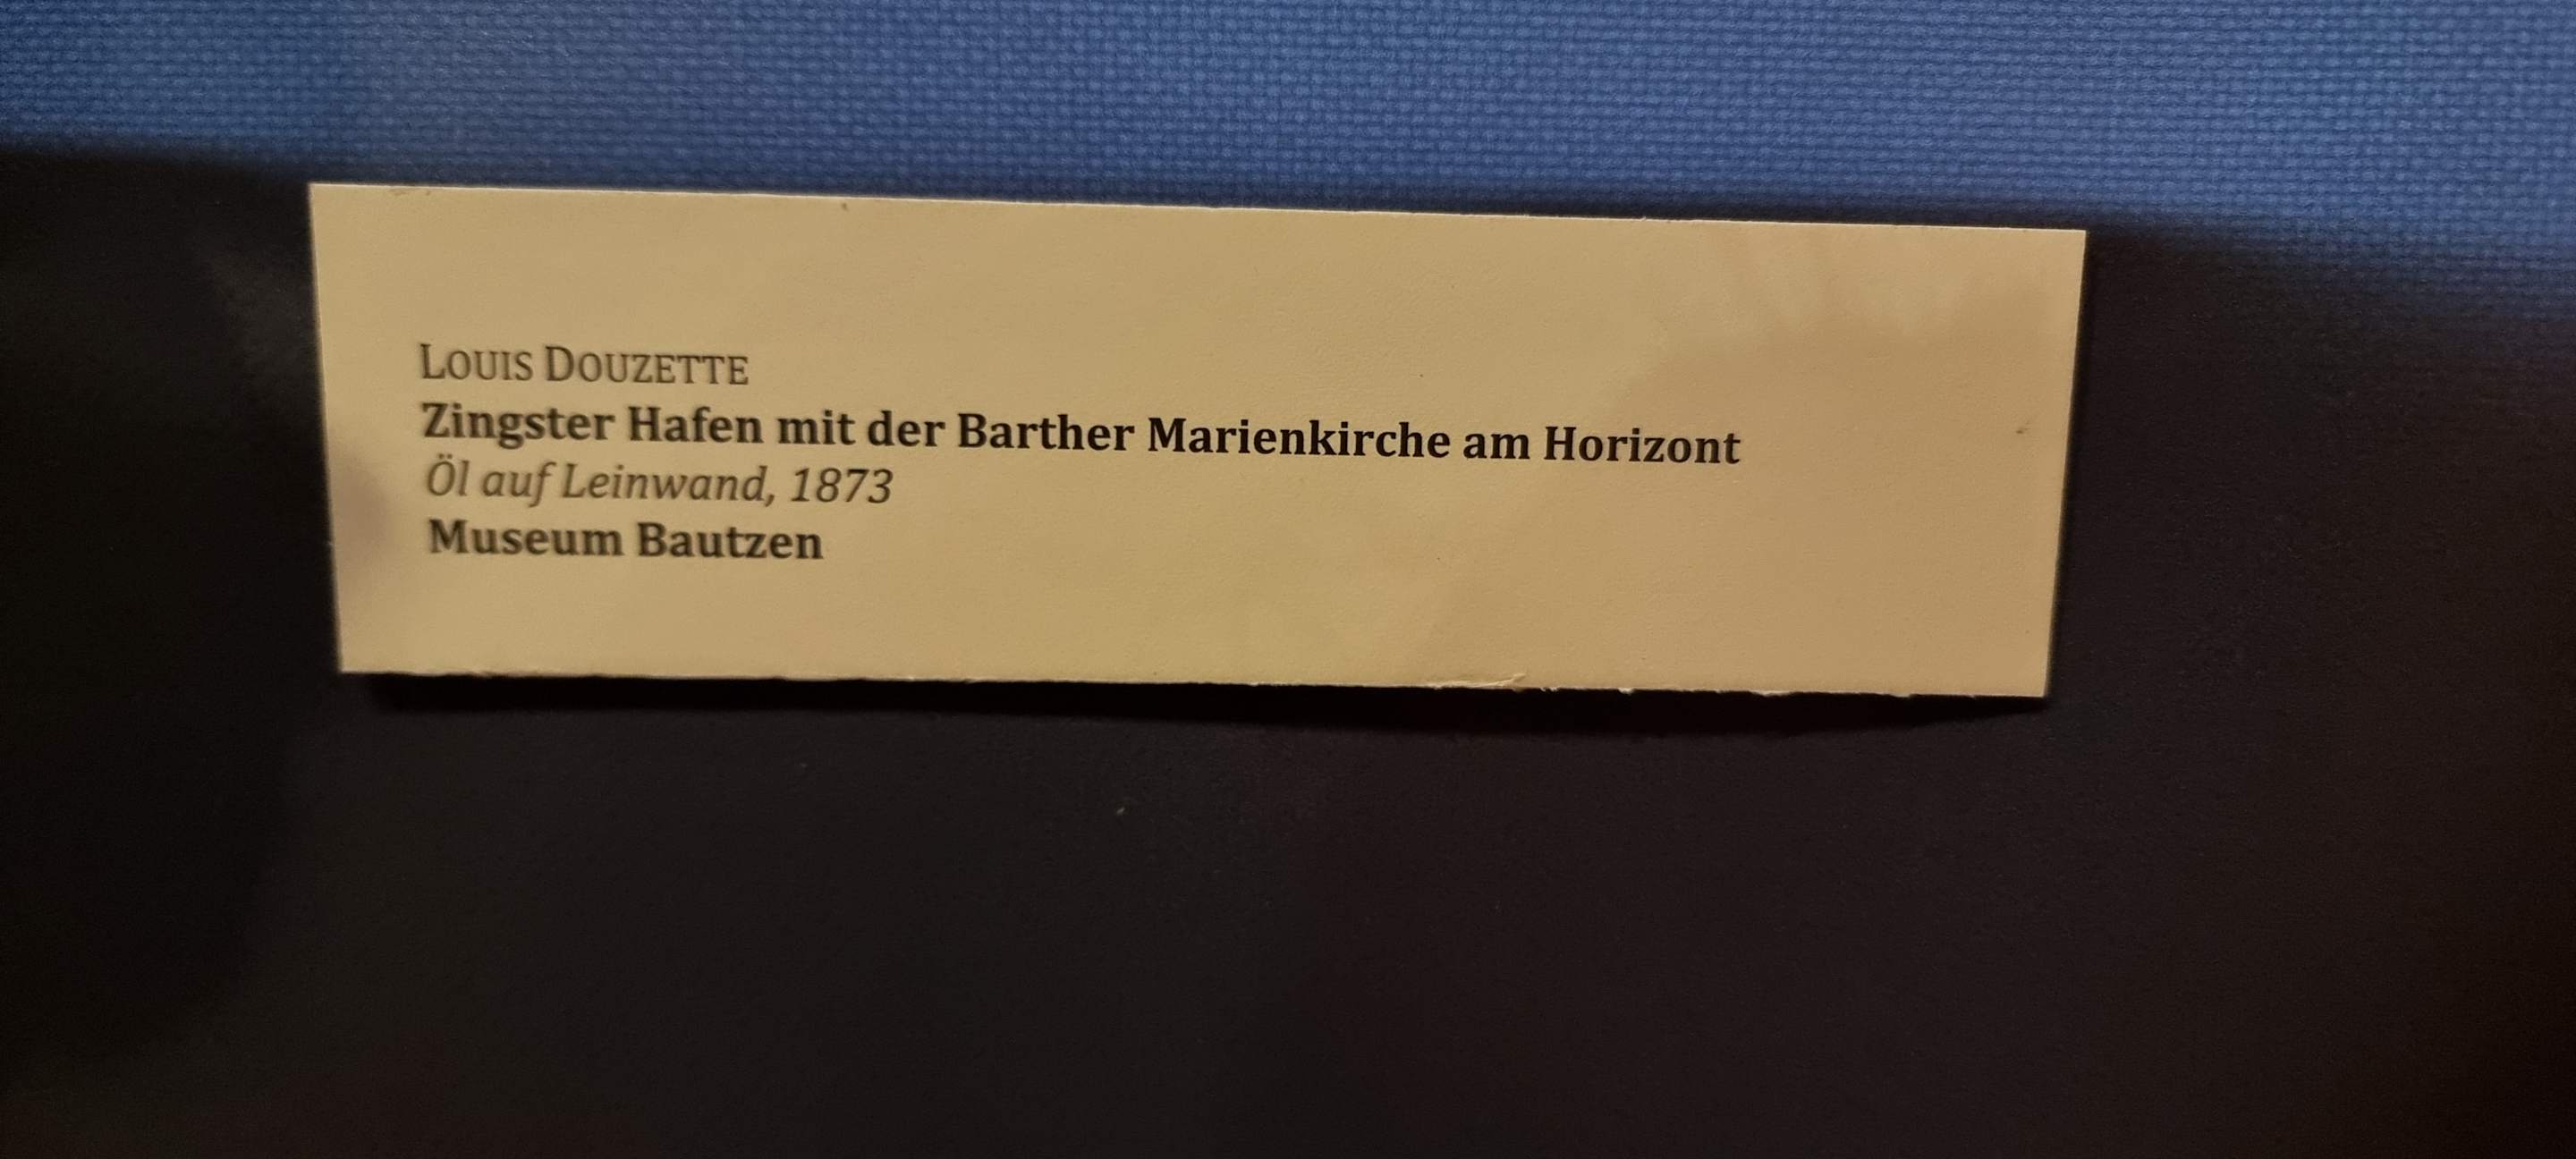 LOUIS DOUZETTE
Zingster Hafen mit der Barther Marienkirche am Horizont
Öl auf Leinwand, 1873
Museum Bautzen